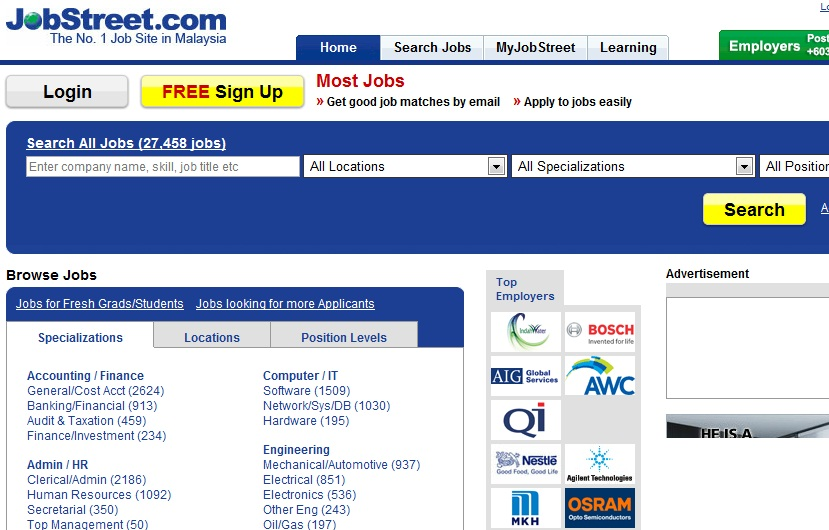 JobStreet.com
The No. 1 Job Site in Malaysia
Home
Search Jobs
MyJobStreet
Learning
Employers
+603
Login
FREE Sign Up
Most Jobs
» Get good job matches by email » Apply to jobs easily
Search All Jobs (27,458 jobs)
Enter company name, skill, job title etc
All Locations
All Specializations
All Position
Search
Browse Jobs
Jobs for Fresh Grads/Students
Jobs looking for more Applicants
Specializations
Locations
Position Levels
Accounting / Finance
General/Cost Acct (2624)
Banking/Financial (913)
Audit & Taxation (459)
Finance/Investment (234)
Admin / HR
Clerical/Admin (2186)
Human Resources (1092)
Secretarial (350)
Top Management (50)
Computer / IT
Software (1509)
Network/Sys/DB (1030)
Hardware (195)
Engineering
Mechanical/Automotive (937)
Electrical (851)
Electronics (536)
Other Eng (243)
Oil/Gas (197)
Top
Employers
IndahWater
BOSCH
Invented for life
AIG Global
Services
AWC
Qi
Nestlé
Good Food, Good Life
Agilent Technologies
MKH
OSRAM
Opto Semiconductors
Advertisement
HE IS A